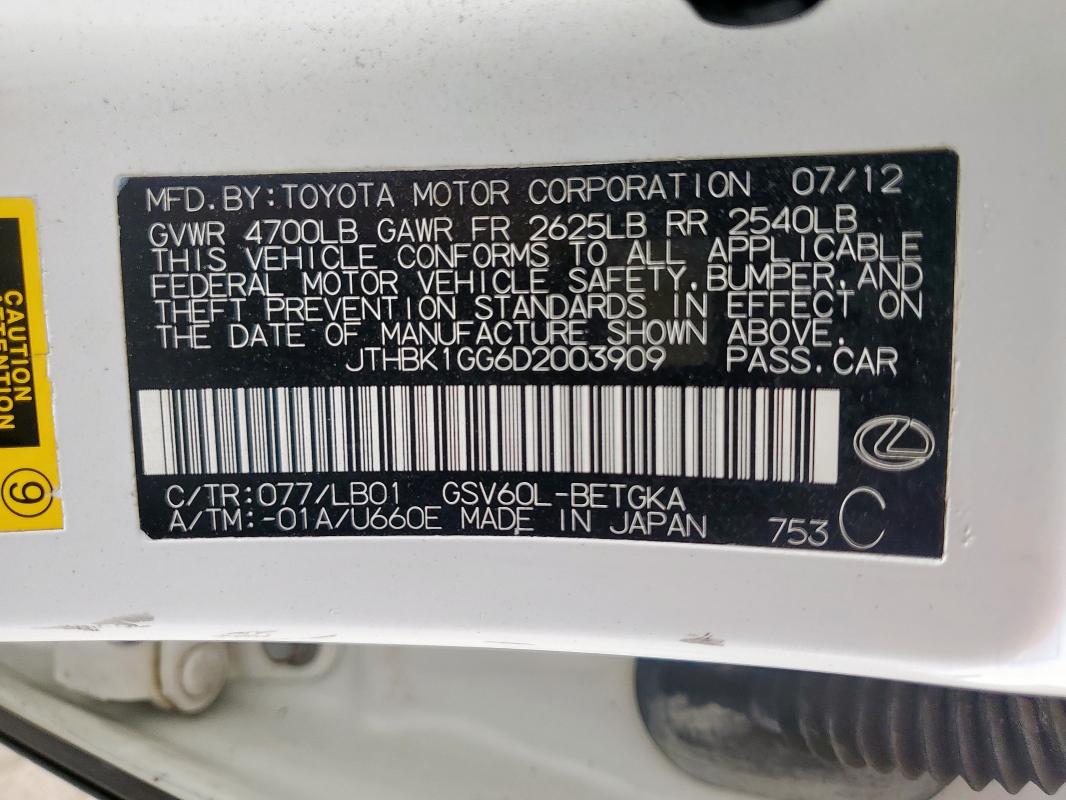 MFD.BY:TOYOTA MOTOR CORPORATION 07/12
GVWR 4700LB GAWR FR 2625LB RR 2540LB
THIS VEHICLE CONFORMS TO ALL APPLICABLE
FEDERAL MOTOR VEHICLE SAFETY,BUMPER,AND
THEFT PREVENTION STANDARDS IN EFFECT ON
THE DATE OF MANUFACTURE SHOWN ABOVE.
JTHBK1GG6D2003909 PASS.CAR
C/TR:077/LB01 GSV60L-BETGKA
A/TM:-01A/U660E MADE IN JAPAN 753 C
CAUTION
9